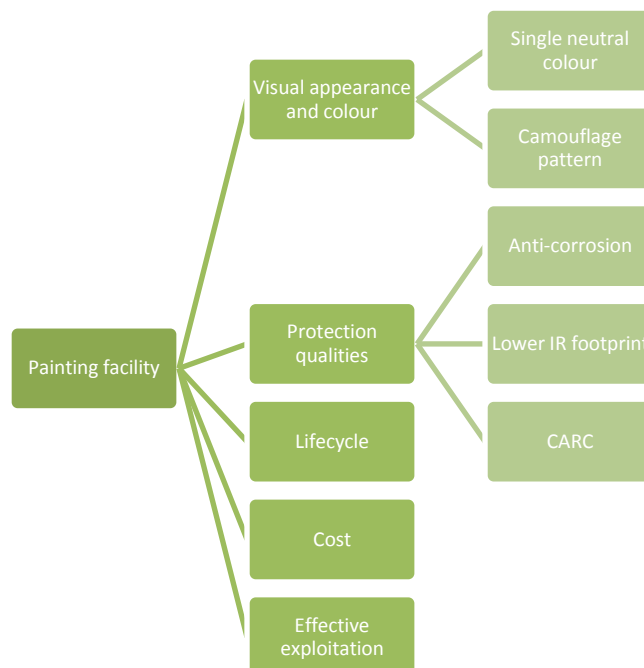 Single neutral
colour
Visual appearance
and colour
Camouflage
pattern
Anti-corrosion
Painting facility
Protection
qualities
Lower IR footprint
Lifecycle
CARC
Cost
Effective
exploitation